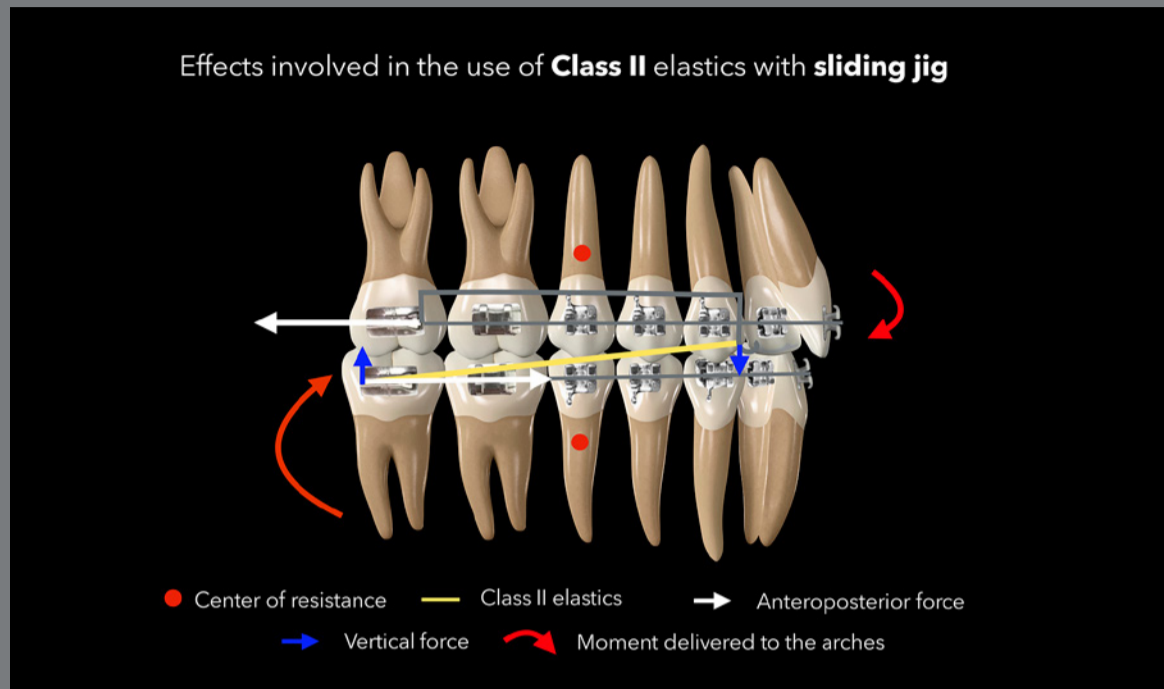 Effects involved in the use of Class II elastics with sliding jig
Center of resistance Class II elastics Anteroposterior force
Vertical force Moment delivered to the arches